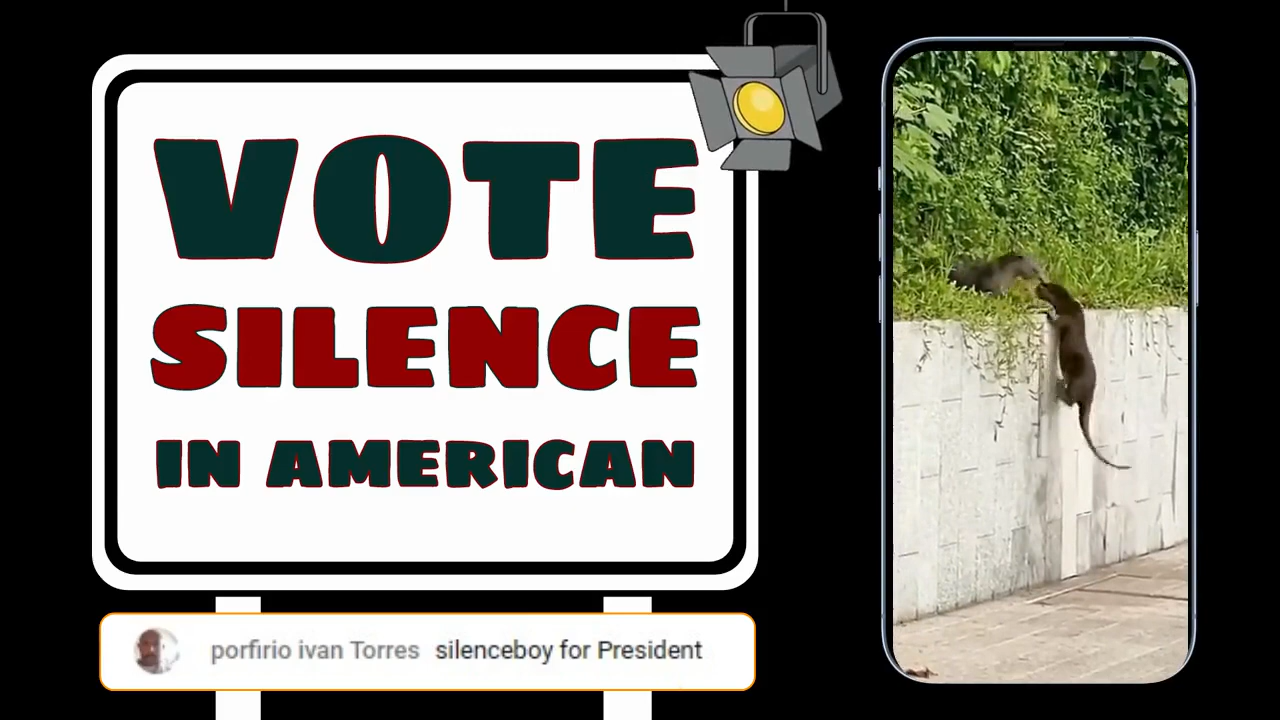 VOTE
SILENCE
IN AMERICAN
porfirio ivan Torres silenceboy for President